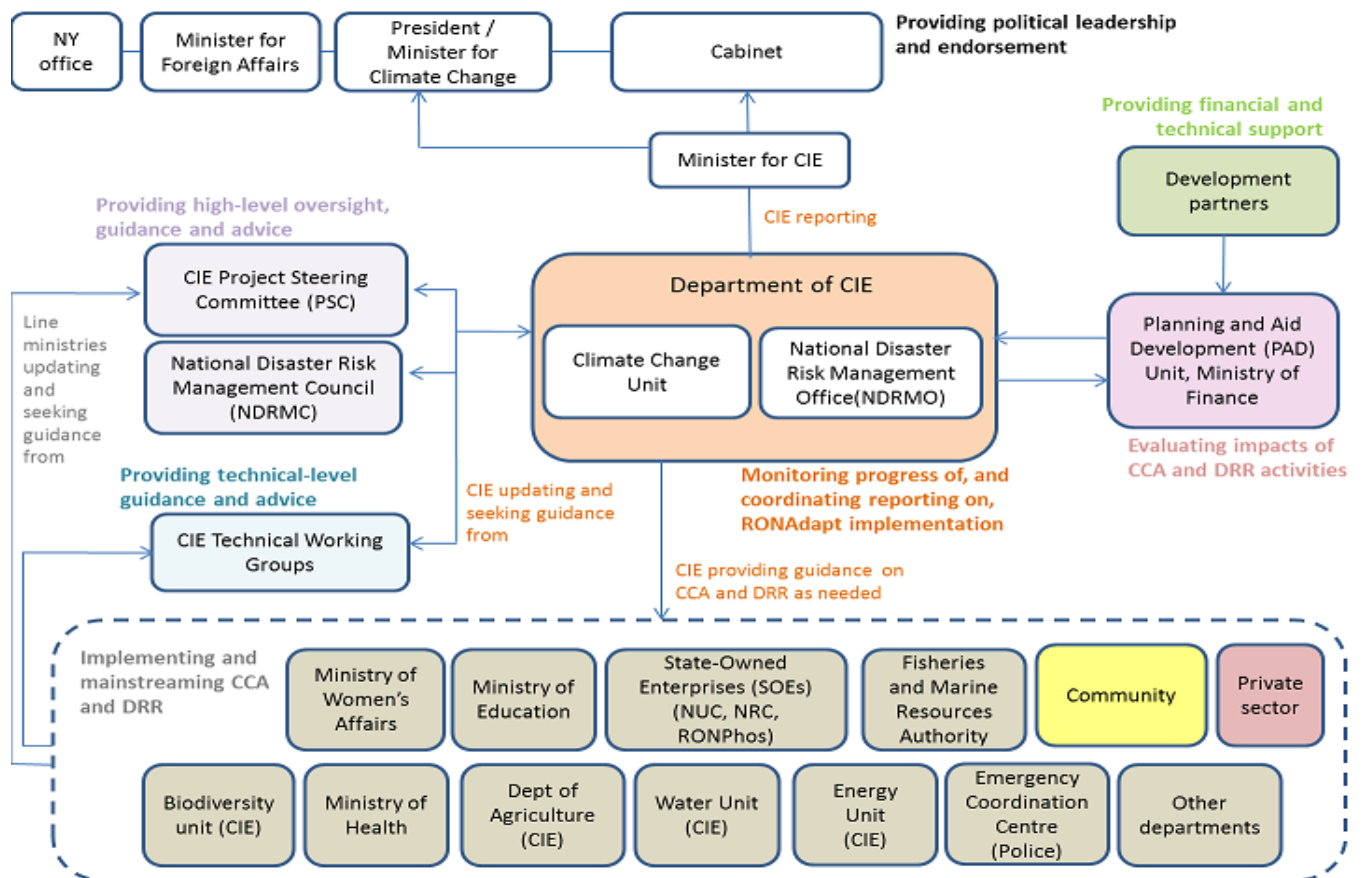 NY
office
Minister for
Foreign Affairs
President /
Minister for
Climate Change
Cabinet
Providing political leadership
and endorsement
Minister for CIE
Providing financial and
technical support
Development
partners
CIE reporting
Providing high-level oversight,
guidance and advice
CIE Project Steering
Committee (PSC)
National Disaster Risk
Management Council
(NDRMC)
Line
ministries
updating
and
seeking
guidance
from
Department of CIE
Climate Change
Unit
National Disaster
Risk Management
Office(NDRMO)
Planning and Aid
Development (PAD)
Unit, Ministry of
Finance
Evaluating impacts of
CCA and DRR activities
Providing technical-level
guidance and advice
CIE Technical Working
Groups
CIE updating and
seeking guidance
from
Monitoring progress of, and
coordinating reporting on,
RONAdapt implementation
CIE providing guidance on
CCA and DRR as needed
Implementing and
mainstreaming CCA
and DRR
Ministry of
Women's
Affairs
Ministry of
Education
State-Owned
Enterprises (SOEs)
(NUC, NRC,
RONPhos)
Fisheries
and Marine
Resources
Authority
Community
Private
sector
Biodiversity
unit (CIE)
Ministry of
Health
Dept of
Agriculture
(CIE)
Water Unit
(CIE)
Energy
Unit
(CIE)
Emergency
Coordination
Centre
(Police)
Other
departments